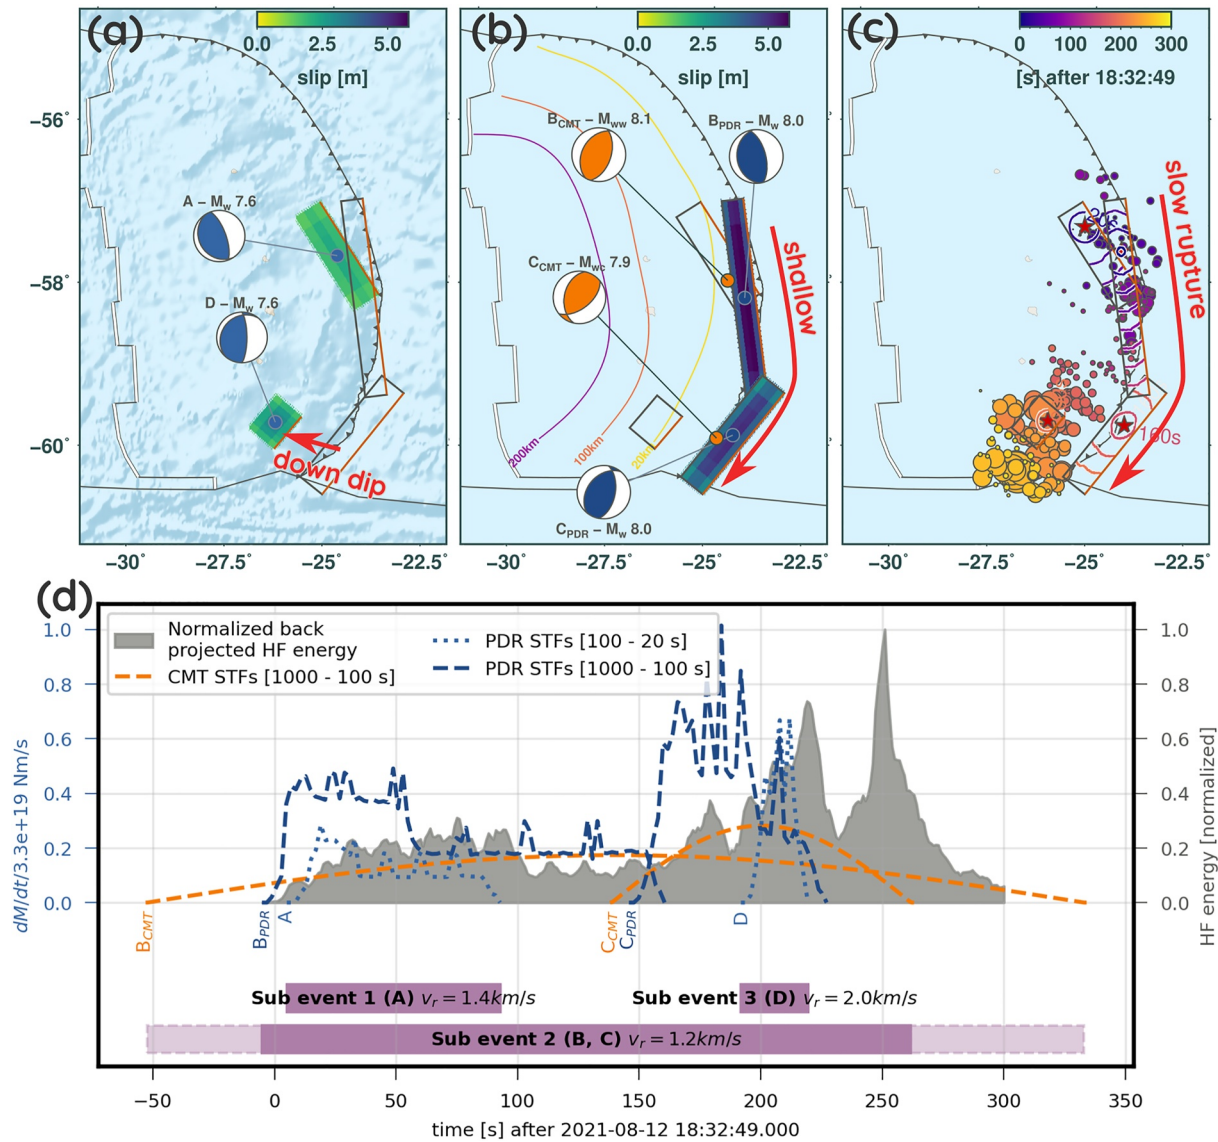 (a)
0.0 2.5 5.0
slip [m]
A – Mw 7.6
D – Mw 7.6
down dip
−56°
−58°
−60°
−30° −27.5° −25° −22.5°
(b)
0.0 2.5 5.0
slip [m]
BCMT – Mww 8.1
BPDR – Mw 8.0
CCMT – Mwc 7.9
shallow
200km
100km
20km
CPDR – Mw 8.0
−30° −27.5° −25° −22.5°
(c)
0 100 200 300
[s] after 18:32:49
slow rupture
160s
−30° −27.5° −25° −22.5°
(d)
Normalized back
projected HF energy
CMT STFs [1000 - 100 s]
PDR STFs [100 - 20 s]
PDR STFs [1000 - 100 s]
dM/dt/3.3e+19 Nm/s
1.0
0.8
0.6
0.4
0.2
0.0
HF energy [normalized]
1.0
0.8
0.6
0.4
0.2
0.0
BCMT
BPDR
A
CCMT
CPDR
D
Sub event 1 (A) vr = 1.4km/s
Sub event 3 (D) vr = 2.0km/s
Sub event 2 (B, C) vr = 1.2km/s
−50 0 50 100 150 200 250 300 350
time [s] after 2021-08-12 18:32:49.000